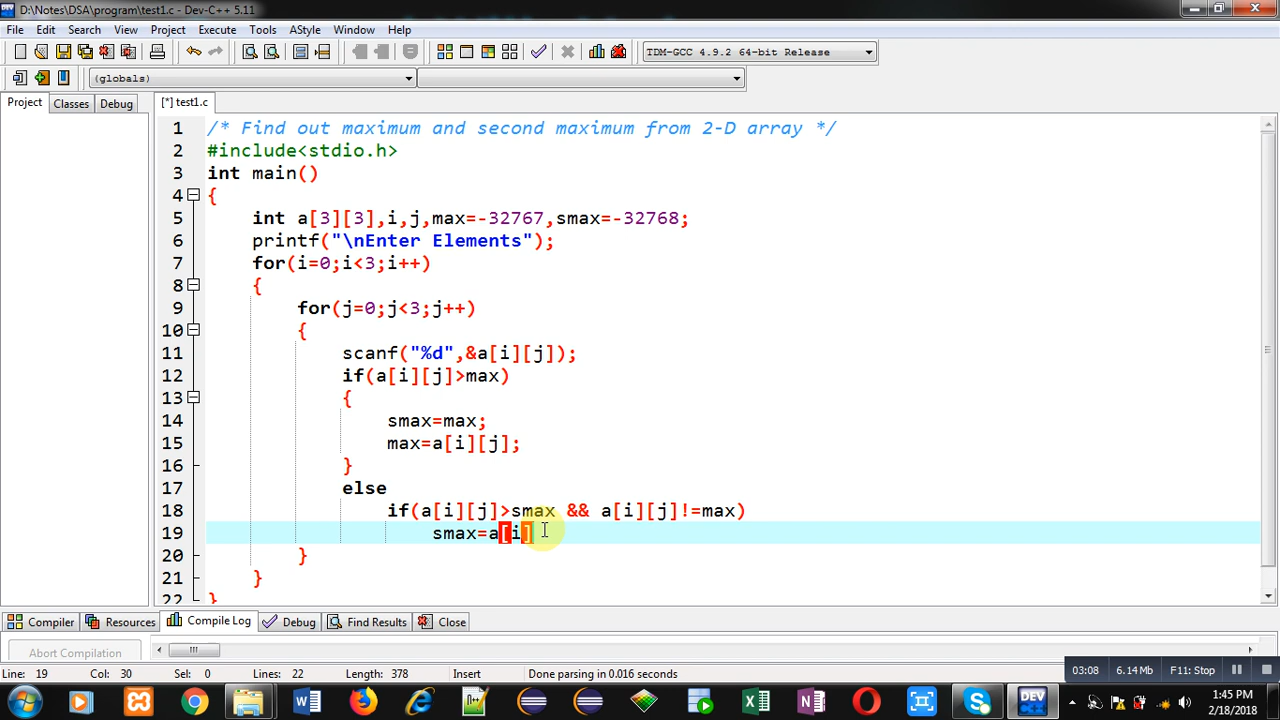 D:\Notes\DSA\program\test1.c - Dev-C++ 5.11
File Edit Search View Project Execute Tools AStyle Window Help
TDM-GCC 4.9.2 64-bit Release
(globals)
Project Classes Debug [*] test1.c
1 /* Find out maximum and second maximum from 2-D array */
2 #include<stdio.h>
3 int main()
4 {
5 int a[3][3],i,j,max=-32767,smax=-32768;
6 printf("\nEnter Elements");
7 for(i=0;i<3;i++)
8 {
9 for(j=0;j<3;j++)
10 {
11 scanf("%d",&a[i][j]);
12 if(a[i][j]>max)
13 {
14 smax=max;
15 max=a[i][j];
16 }
17 else
18 if(a[i][j]>smax && a[i][j]!=max)
19 smax=a[i]
20 }
21 }
22 }
Compiler Resources Compile Log Debug Find Results Close
Abort Compilation
Line: 19 Col: 30 Sel: 0 Lines: 22 Length: 378 Insert Done parsing in 0.016 seconds
03:08 6.14 Mb F11: Stop
1:45 PM
2/18/2018